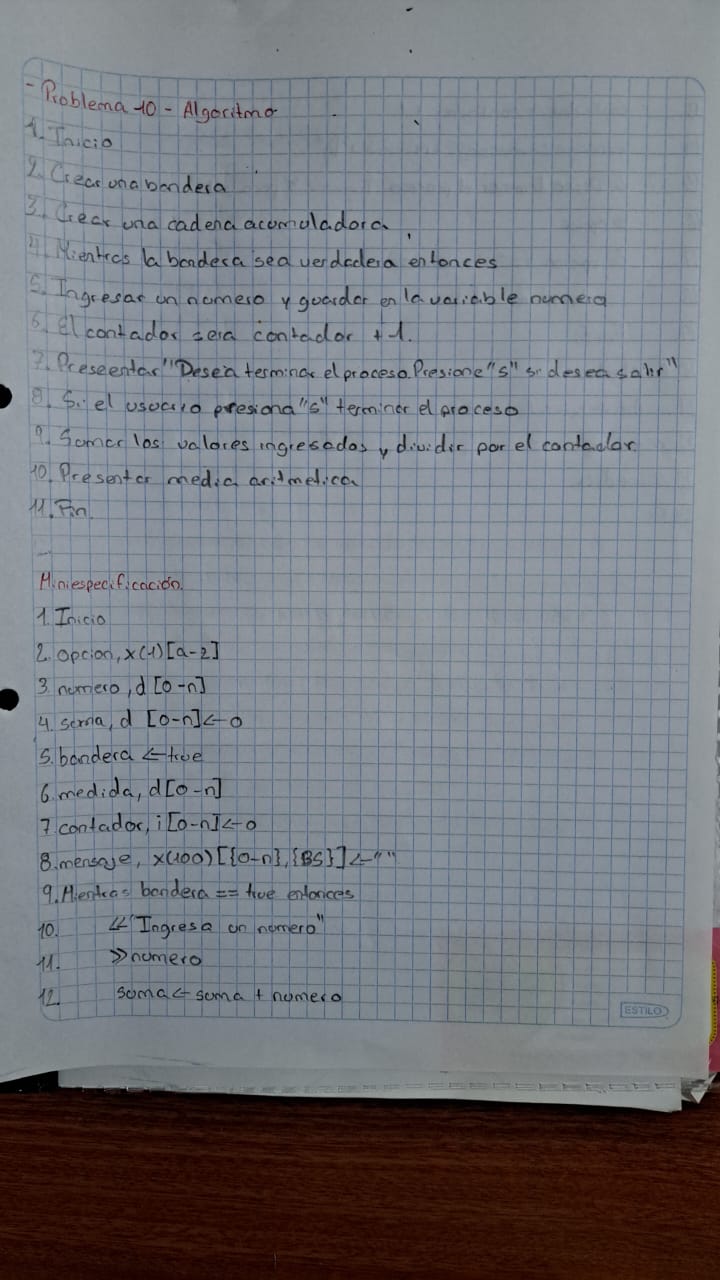 - Problema 10 - Algoritmo
1. Inicio
2. Crear una bandera
3. Crear una cadena acumuladora.
4. Mientras la bandera sea verdadera entonces
5. Ingresar un numero y guardar en la variable numero
6. El contador sera contador + 1.
7. Preseentar "Desea terminar el proceso. Presione "s" si desea salir"
8. Si el usuario presiona "s" terminar el proceso
9. Sumar los valores ingresados y dividir por el contador.
10. Presentar media aritmetica
11. Fin.
Miniespecificación.
1. Inicio
2. opcion, x(1)[a-z]
3. numero, d [0-n]
4. suma, d [0-n]<-0
5. bandera <-true
6. medida, d[0-n]
7. contador, i[0-n]<-0
8. mensaje, x(100)[{0-n},{BS}]<-""
9. Mientras bandera == true entonces
10. << "Ingresa un numero"
11. >> numero
12. suma <- suma + numero
ESTILO